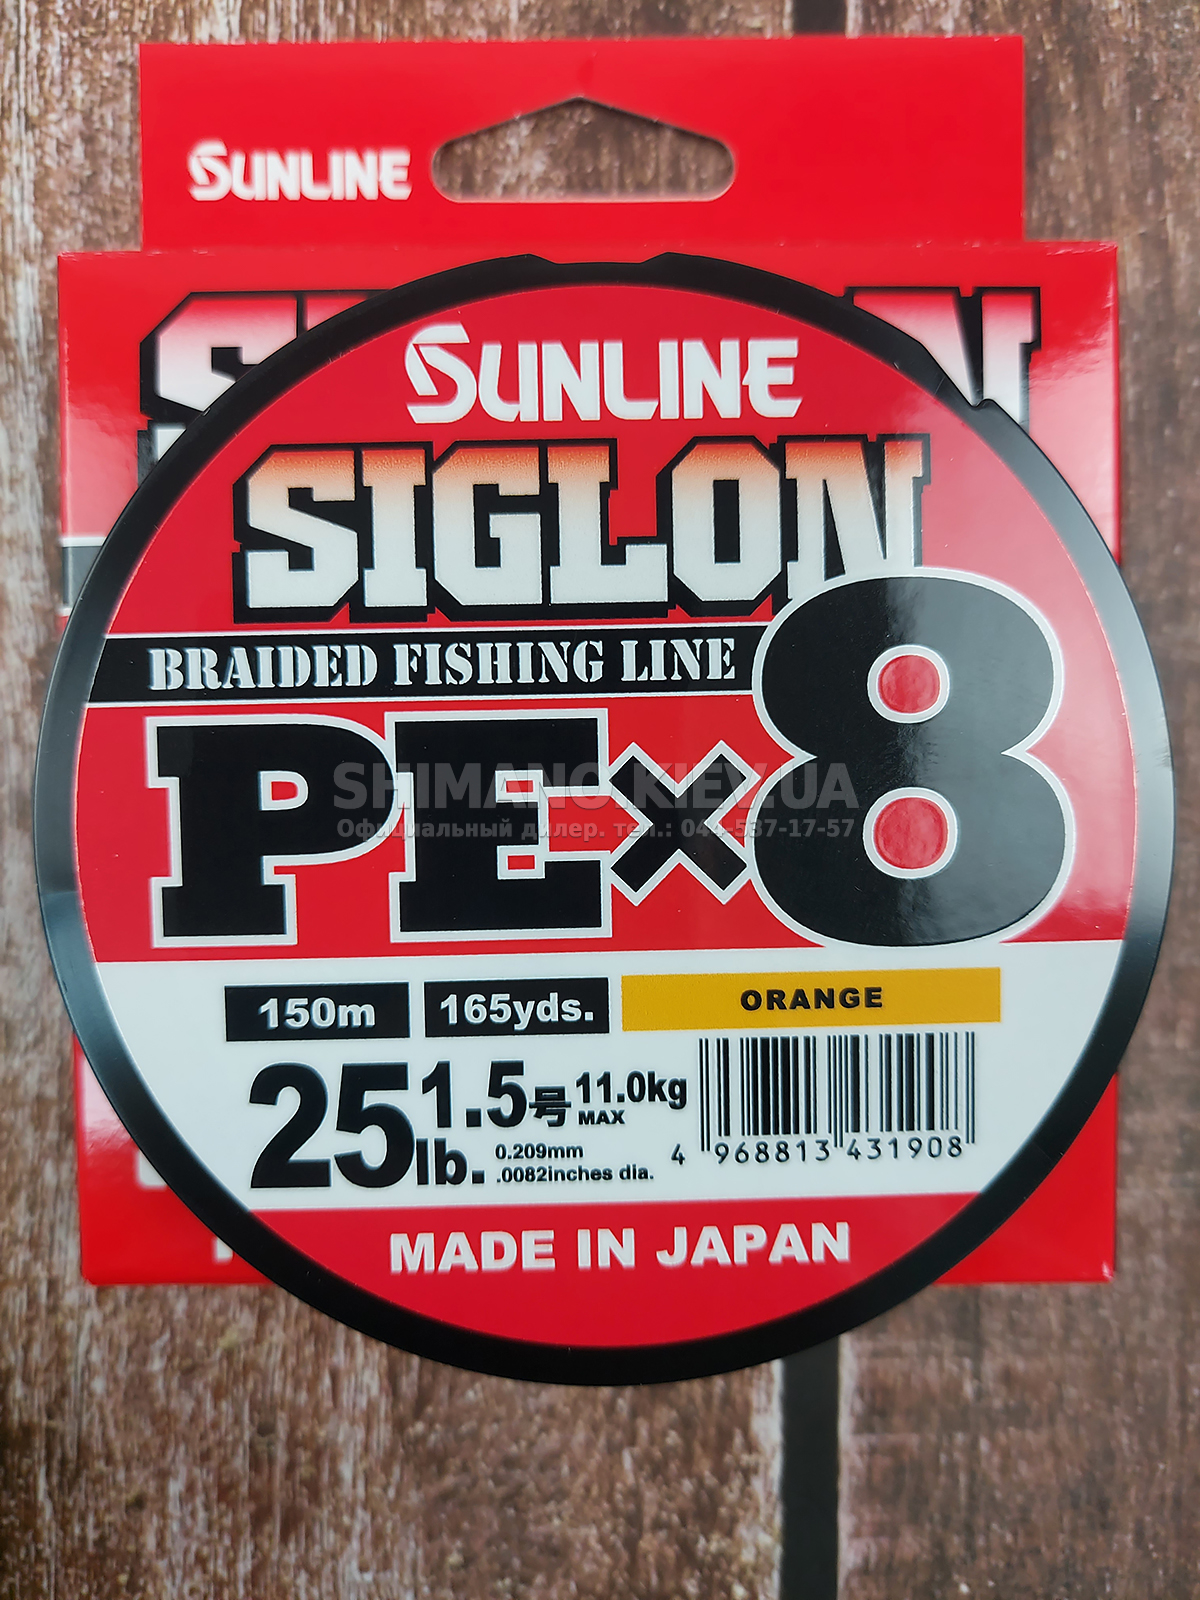 SUNLINE
SUNLINE
SIGLON
BRAIDED FISHING LINE
PE×8
SHIMANO.KIEV.UA
Официальный дилер. тел.: 044-537-17-57
150m 165yds. ORANGE
25lb. 1.5号 11.0kg MAX
0.209mm
.0082inches dia.
4 968813 431908
MADE IN JAPAN